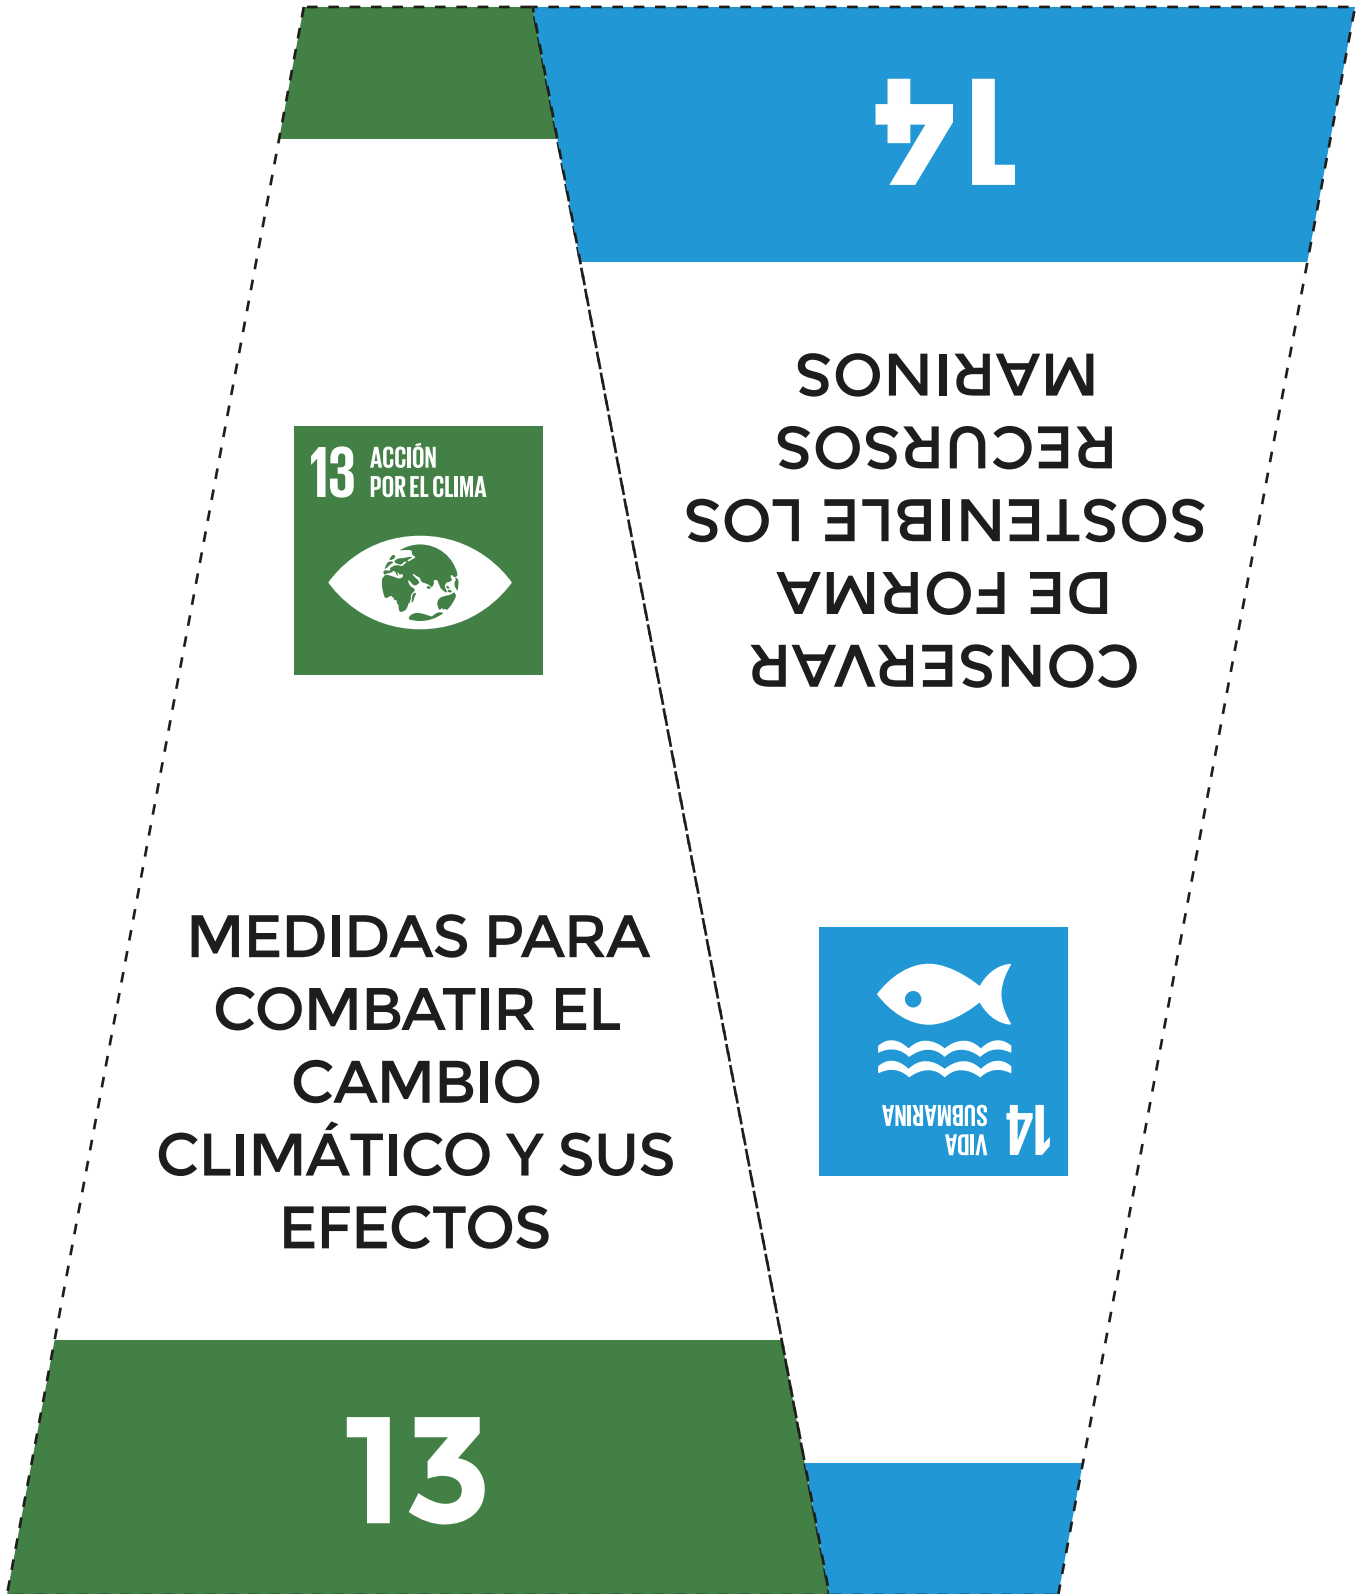 13 ACCIÓN
POR EL CLIMA
MEDIDAS PARA
COMBATIR EL
CAMBIO
CLIMÁTICO Y SUS
EFECTOS
13
14 VIDA
SUBMARINA
CONSERVAR
DE FORMA
SOSTENIBLE LOS
RECURSOS
MARINOS
14